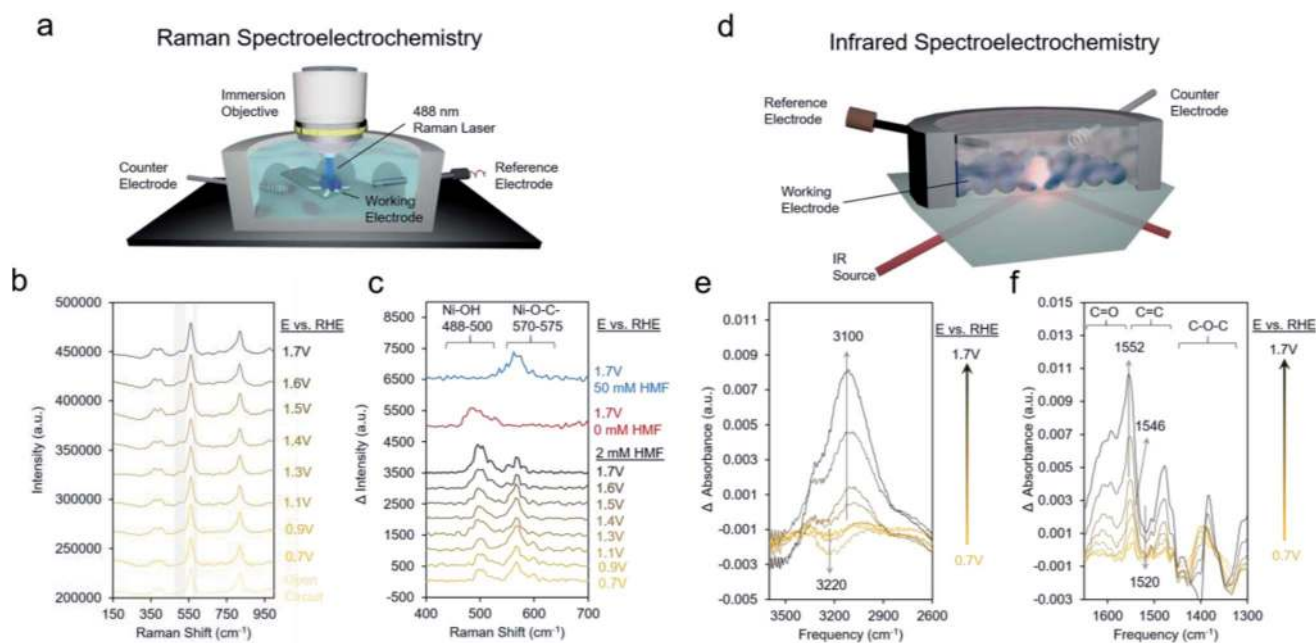 a
Raman Spectroelectrochemistry
Immersion
Objective
488 nm
Raman Laser
Counter
Electrode
Reference
Electrode
Working
Electrode
d
Infrared Spectroelectrochemistry
Reference
Electrode
Counter
Electrode
Working
Electrode
IR
Source
b
500000
450000
400000
350000
300000
250000
200000
Intensity (a.u.)
150
350
550
750
950
Raman Shift (cm-1)
E vs. RHE
1.7V
1.6V
1.5V
1.4V
1.3V
1.1V
0.9V
0.7V
Open
Circuit
c
Ni-OH
488-500
Ni-O-C-
570-575
7500
6500
5500
4500
3500
2500
1500
500
-500
Δ Intensity (a.u.)
400
500
600
700
Raman Shift (cm-1)
E vs. RHE
1.7V
50 mM HMF
1.7V
0 mM HMF
2 mM HMF
1.7V
1.6V
1.5V
1.4V
1.3V
1.1V
0.9V
0.7V
e
0.011
0.009
0.007
0.005
0.003
0.001
-0.001
-0.003
-0.005
Δ Absorbance (a.u.)
3100
3220
3500
3200
2900
2600
Frequency (cm-1)
E vs. RHE
1.7V
0.7V
f
0.015
0.013
0.011
0.009
0.007
0.005
0.003
0.001
-0.001
-0.003
Δ Absorbance (a.u.)
C=O
C=C
C-O-C
1552
1546
1520
1600
1500
1400
1300
Frequency (cm-1)
E vs. RHE
1.7V
0.7V